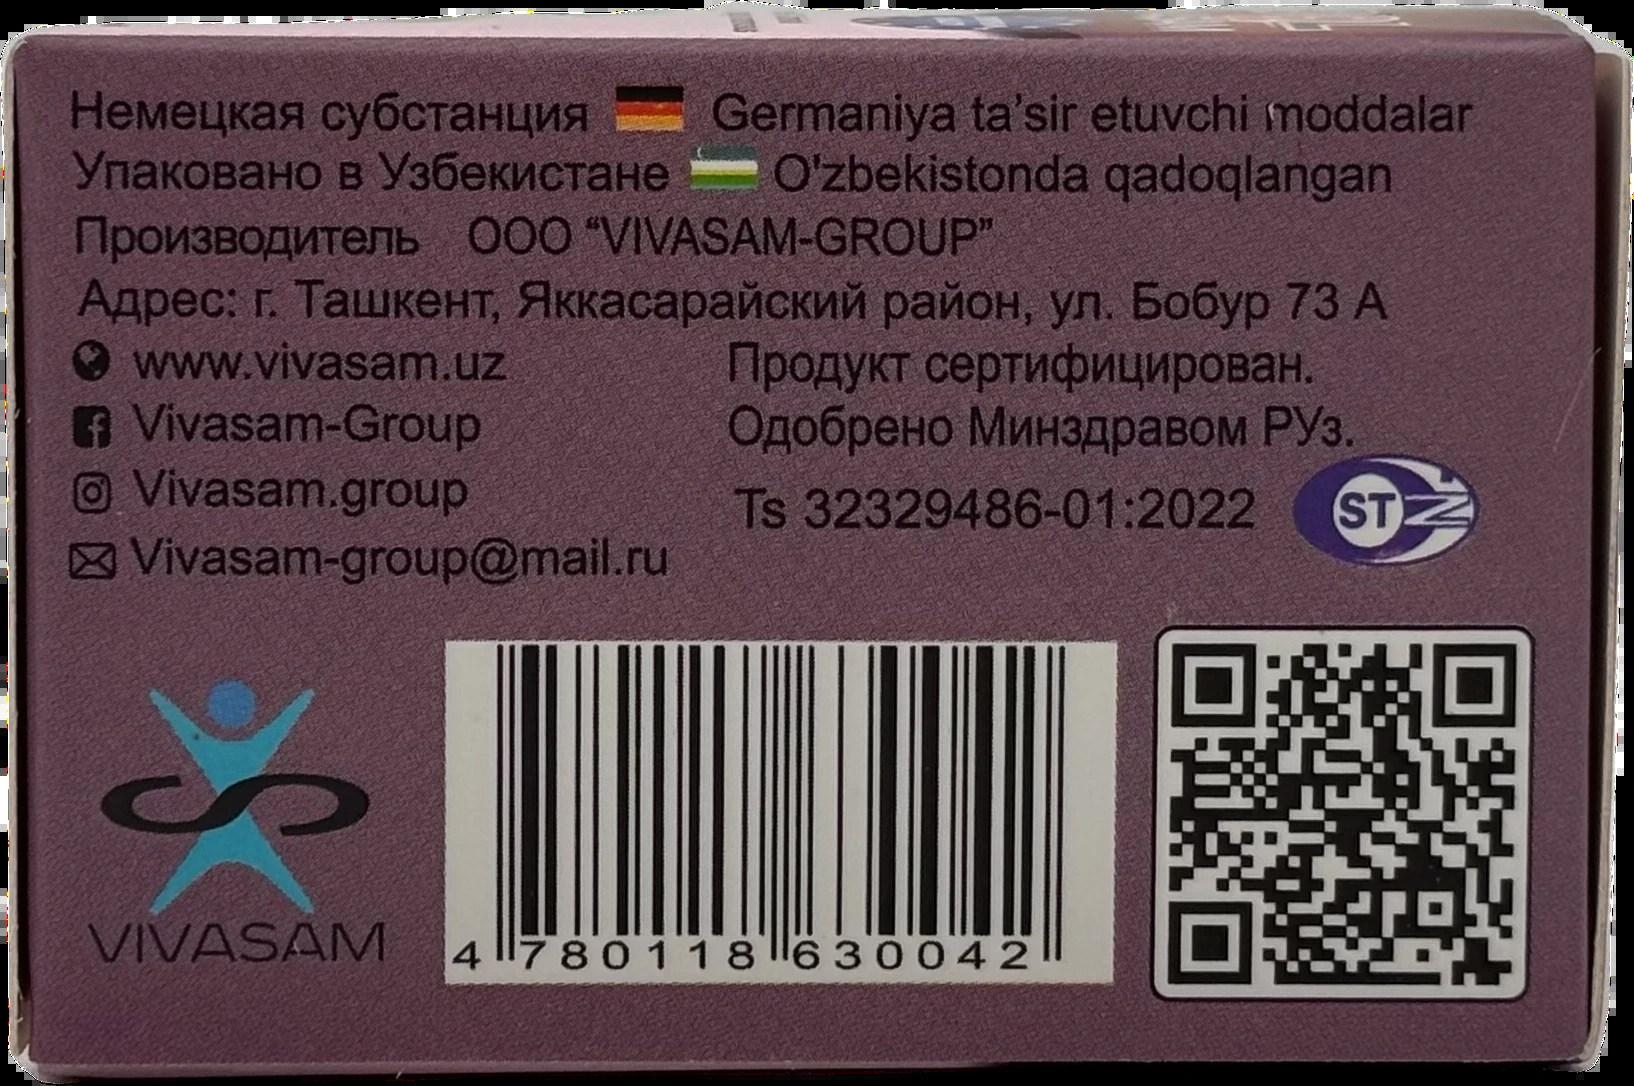 Немецкая субстанция Germaniya ta’sir etuvchi moddalar
Упаковано в Узбекистане O'zbekistonda qadoqlangan
Производитель ООО “VIVASAM-GROUP”
Адрес: г. Ташкент, Яккасарайский район, ул. Бобур 73 А
www.vivasam.uz
Vivasam-Group
Vivasam.group
Vivasam-group@mail.ru
Продукт сертифицирован.
Одобрено Минздравом РУз.
Ts 32329486-01:2022
ST
VIVASAM
4 780118 630042